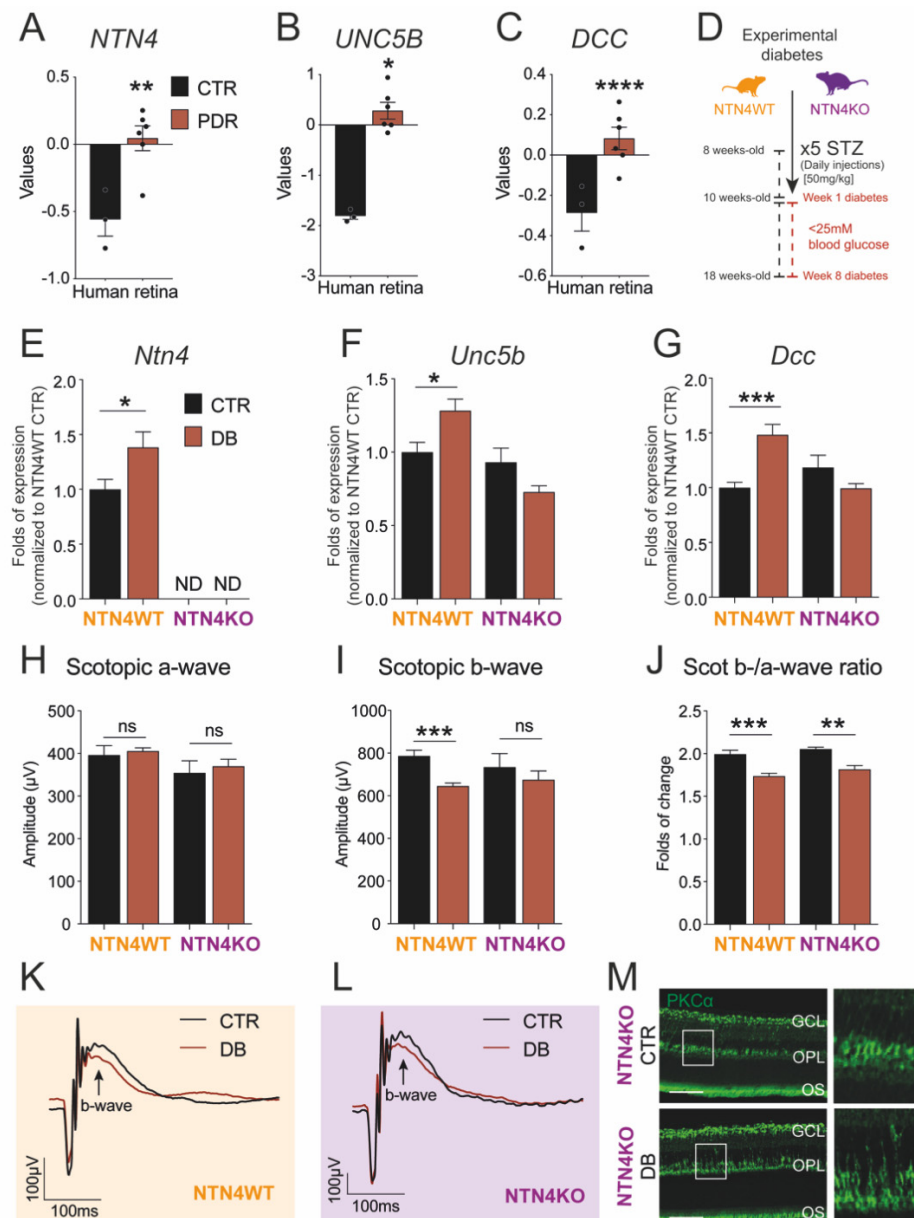 A
NTN4
**
CTR
PDR
Values
0.5
0.0
-0.5
-1.0
Human retina
B
UNC5B
*
Values
1
0
-1
-2
-3
Human retina
C
DCC
****
Values
0.4
0.2
0.0
-0.2
-0.4
-0.6
Human retina
D
Experimental
diabetes
NTN4WT
NTN4KO
8 weeks-old
x5 STZ
(Daily injections)
[50mg/kg]
10 weeks-old
Week 1 diabetes
<25mM
blood glucose
18 weeks-old
Week 8 diabetes
E
Ntn4
*
CTR
DB
Folds of expression
(normalized to NTN4WT CTR)
2.0
1.5
1.0
0.5
0.0
ND ND
NTN4WT NTN4KO
F
Unc5b
*
Folds of expression
(normalized to NTN4WT CTR)
1.5
1.0
0.5
0.0
NTN4WT NTN4KO
G
Dcc
***
Folds of expression
(normalized to NTN4WT CTR)
2.0
1.5
1.0
0.5
0.0
NTN4WT NTN4KO
H
Scotopic a-wave
ns
ns
Amplitude (µV)
600
400
200
0
NTN4WT NTN4KO
I
Scotopic b-wave
***
ns
Amplitude (µV)
1000
800
600
400
200
0
NTN4WT NTN4KO
J
Scot b-/a-wave ratio
***
**
Folds of change
2.5
2.0
1.5
1.0
0.5
0.0
NTN4WT NTN4KO
K
CTR
DB
b-wave
100µV
100ms
NTN4WT
L
CTR
DB
b-wave
100µV
100ms
NTN4KO
M
NTN4KO
CTR
PKCα
GCL
OPL
OS
NTN4KO
DB
GCL
OPL
OS